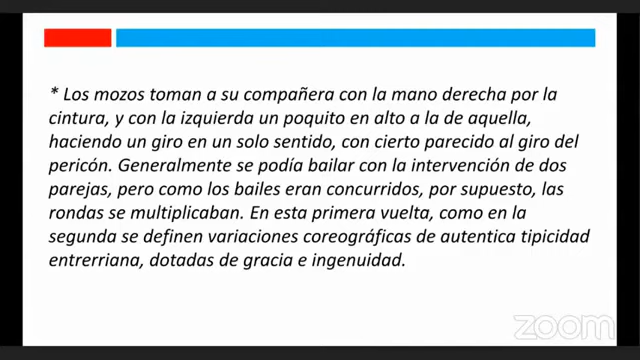 * Los mozos toman a su compañera con la mano derecha por la
cintura, y con la izquierda un poquito en alto a la de aquella,
haciendo un giro en un solo sentido, con cierto parecido al giro del
pericón. Generalmente se podía bailar con la intervención de dos
parejas, pero como los bailes eran concurridos, por supuesto, las
rondas se multiplicaban. En esta primera vuelta, como en la
segunda se definen variaciones coreográficas de autentica tipicidad
entrerriana, dotadas de gracia e ingenuidad.
zoom